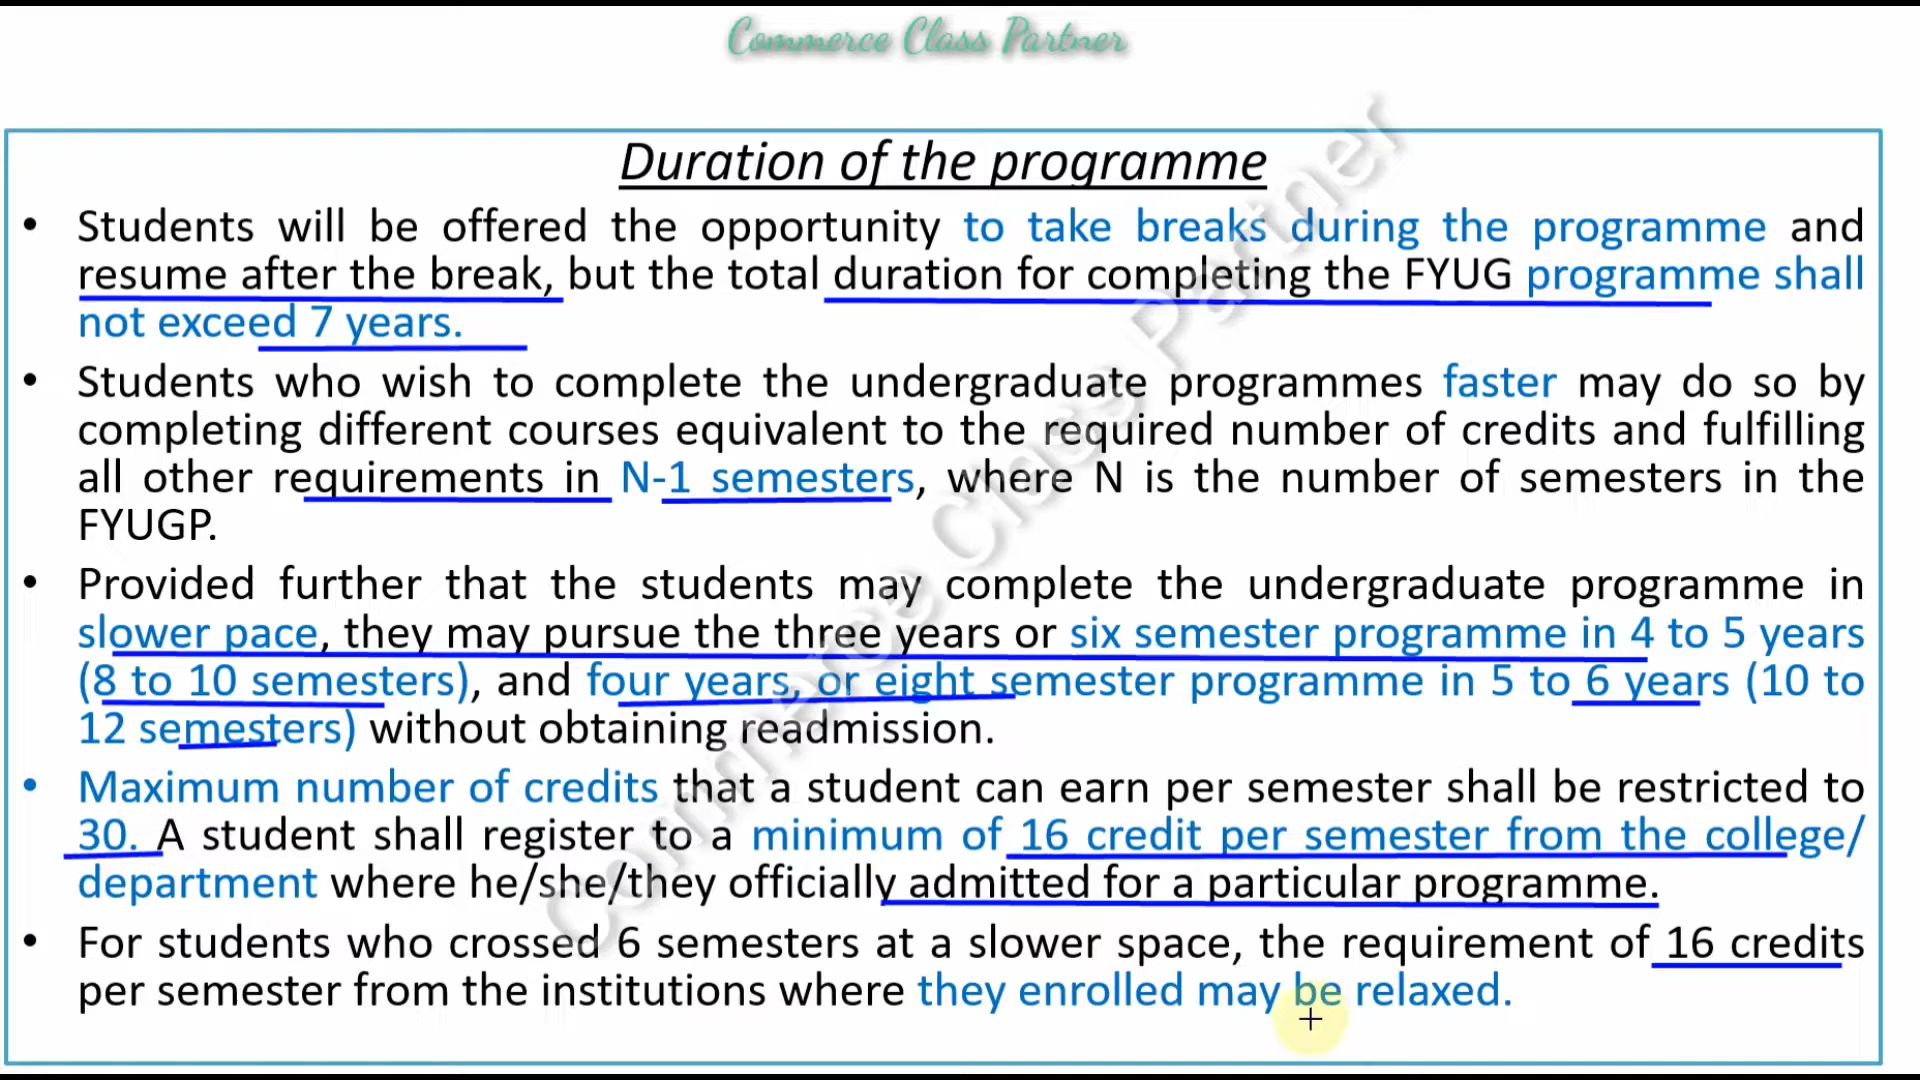 Commerce Class Partner
Duration of the programme
• Students will be offered the opportunity to take breaks during the programme and
resume after the break, but the total duration for completing the FYUG programme shall
not exceed 7 years.
• Students who wish to complete the undergraduate programmes faster may do so by
completing different courses equivalent to the required number of credits and fulfilling
all other requirements in N-1 semesters, where N is the number of semesters in the
FYUGP.
• Provided further that the students may complete the undergraduate programme in
slower pace, they may pursue the three years or six semester programme in 4 to 5 years
(8 to 10 semesters), and four years, or eight semester programme in 5 to 6 years (10 to
12 semesters) without obtaining readmission.
• Maximum number of credits that a student can earn per semester shall be restricted to
30. A student shall register to a minimum of 16 credit per semester from the college/
department where he/she/they officially admitted for a particular programme.
• For students who crossed 6 semesters at a slower space, the requirement of 16 credits
per semester from the institutions where they enrolled may be relaxed.
Commerce Class Partner